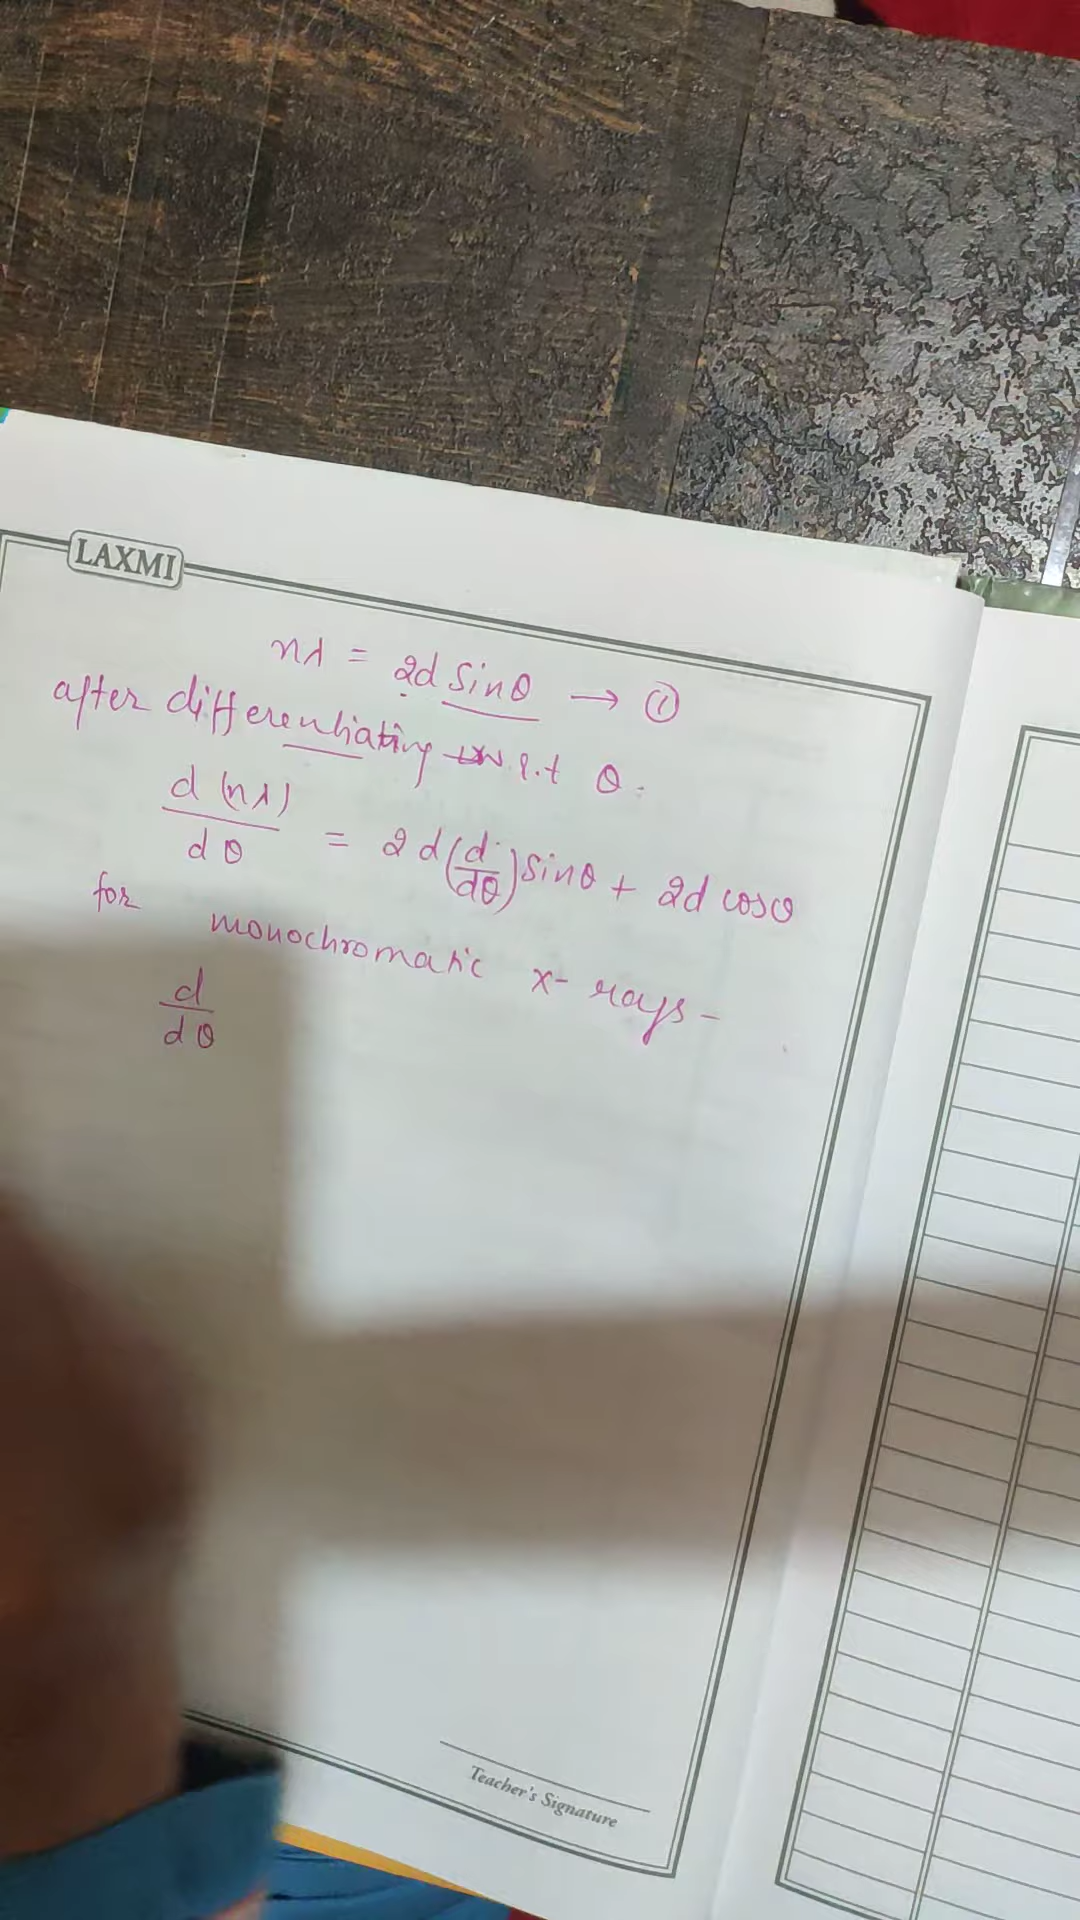 LAXMI
nλ = 2d Sinθ → ①
after differentiating w.r.t θ.
d (nλ)
dθ
= 2d(d/dθ)Sinθ + 2d cosθ
for monochromatic x-rays-
d
dθ
Teacher's Signature